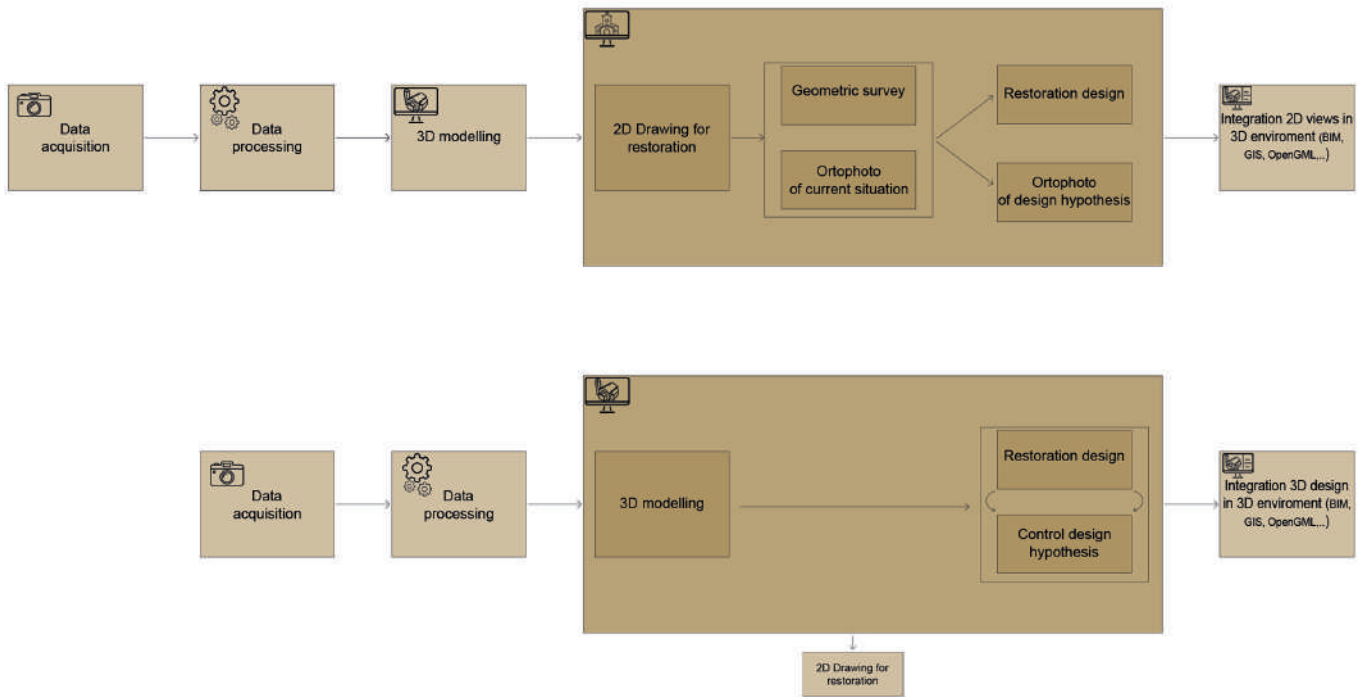 Data
acquisition
Data
processing
3D modelling
2D Drawing for
restoration
Geometric survey
Ortophoto
of current situation
Restoration design
Ortophoto
of design hypothesis
Integration 2D views in
3D enviroment (BIM,
GIS, OpenGML,...)
Data
acquisition
Data
processing
3D modelling
Restoration design
Control design
hypothesis
Integration 3D design
in 3D enviroment (BIM,
GIS, OpenGML,...)
2D Drawing for
restoration